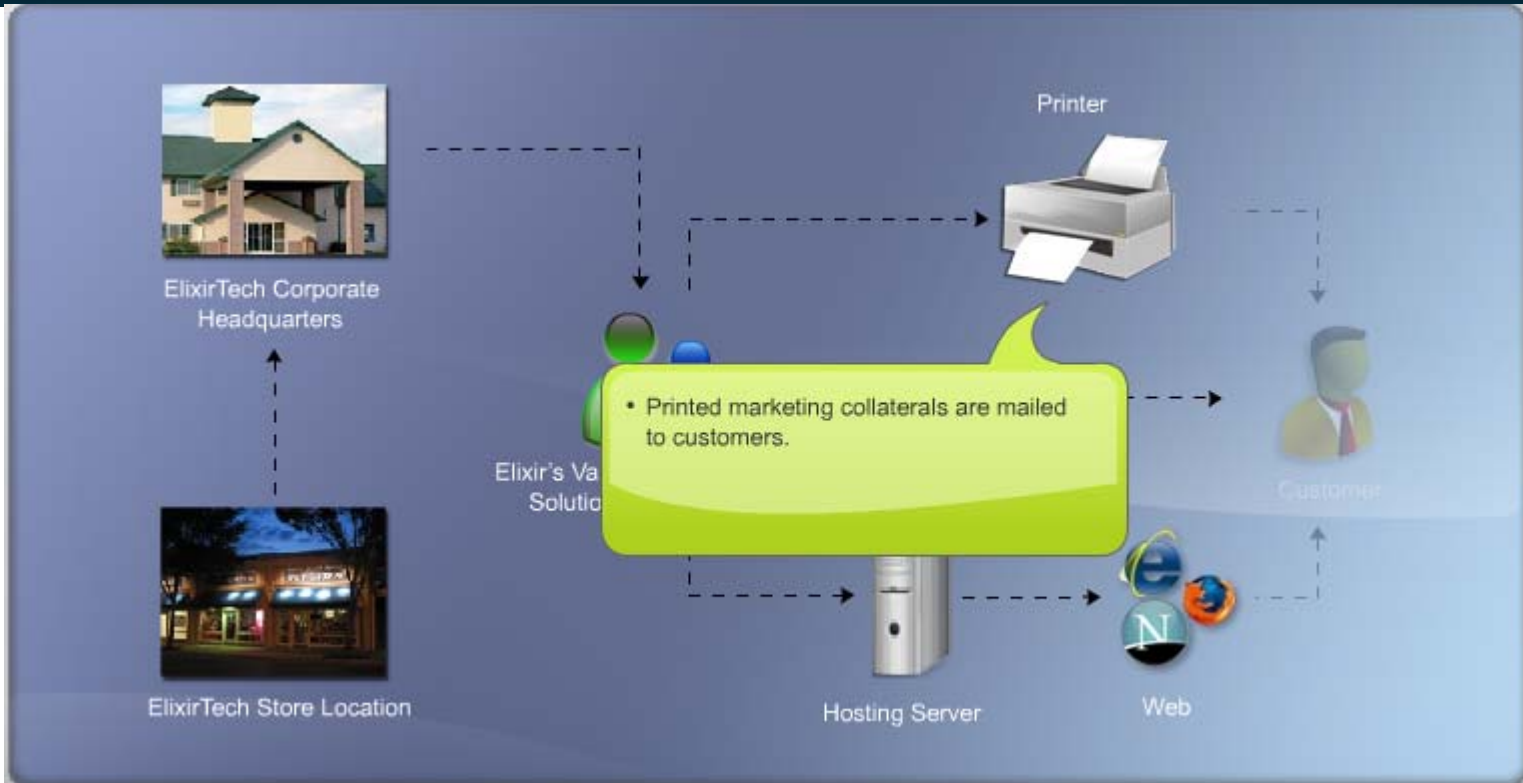 Printer
ElixirTech Corporate
Headquarters
• Printed marketing collaterals are mailed
to customers.
Elixir's Va
Solutio
Customer
ElixirTech Store Location
Hosting Server
Web
N